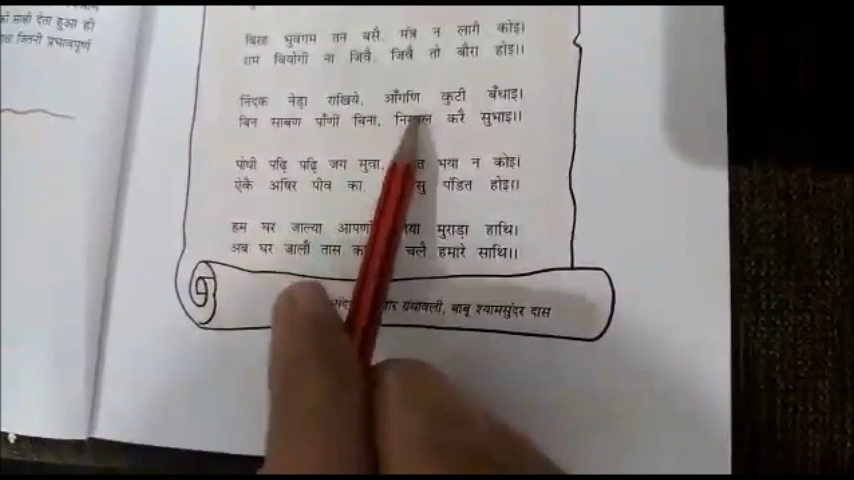 को साक्षी देता हुआ ही
जितनी प्रभावपूर्ण
बिरह भुवंगम तन बसै, मंत्र न लागै कोइ।
राम बियोगी ना जिवै, जिवै तो बौरा होइ।।
निंदक नेड़ा राखिये, आँगणि कुटी बँधाइ।
बिन साबण पाँणीं बिना, निरमल करै सुभाइ।।
पोथी पढ़ि पढ़ि जग मुवा, भया न कोइ।
ऐकै अषिर पीव का, पंडित होइ।।
हम घर जाल्या आपणाँ मुराड़ा हाथि।
अब घर जालौं तास चलै हमारे साथि।।
ग्रंथावली, बाबू श्यामसुंदर दास